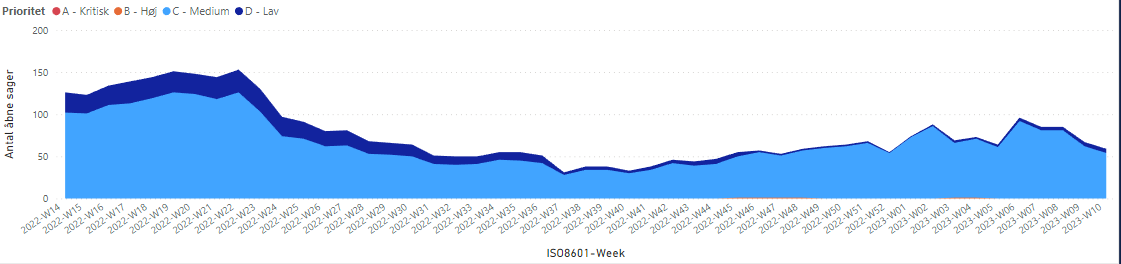 Prioritet A - Kritisk B - Høj C - Medium D - Lav
200
150
100
50
0
Antal åbne sager
2022-W14 2022-W15 2022-W16 2022-W17 2022-W18 2022-W19 2022-W20 2022-W21 2022-W22 2022-W23 2022-W24 2022-W25 2022-W26 2022-W27 2022-W28 2022-W29 2022-W30 2022-W31 2022-W32 2022-W33 2022-W34 2022-W35 2022-W36 2022-W37 2022-W38 2022-W39 2022-W40 2022-W41 2022-W42 2022-W43 2022-W44 2022-W45 2022-W46 2022-W47 2022-W48 2022-W49 2022-W50 2022-W51 2022-W52 2023-W01 2023-W02 2023-W03 2023-W04 2023-W05 2023-W06 2023-W07 2023-W08 2023-W09 2023-W10
ISO8601-Week